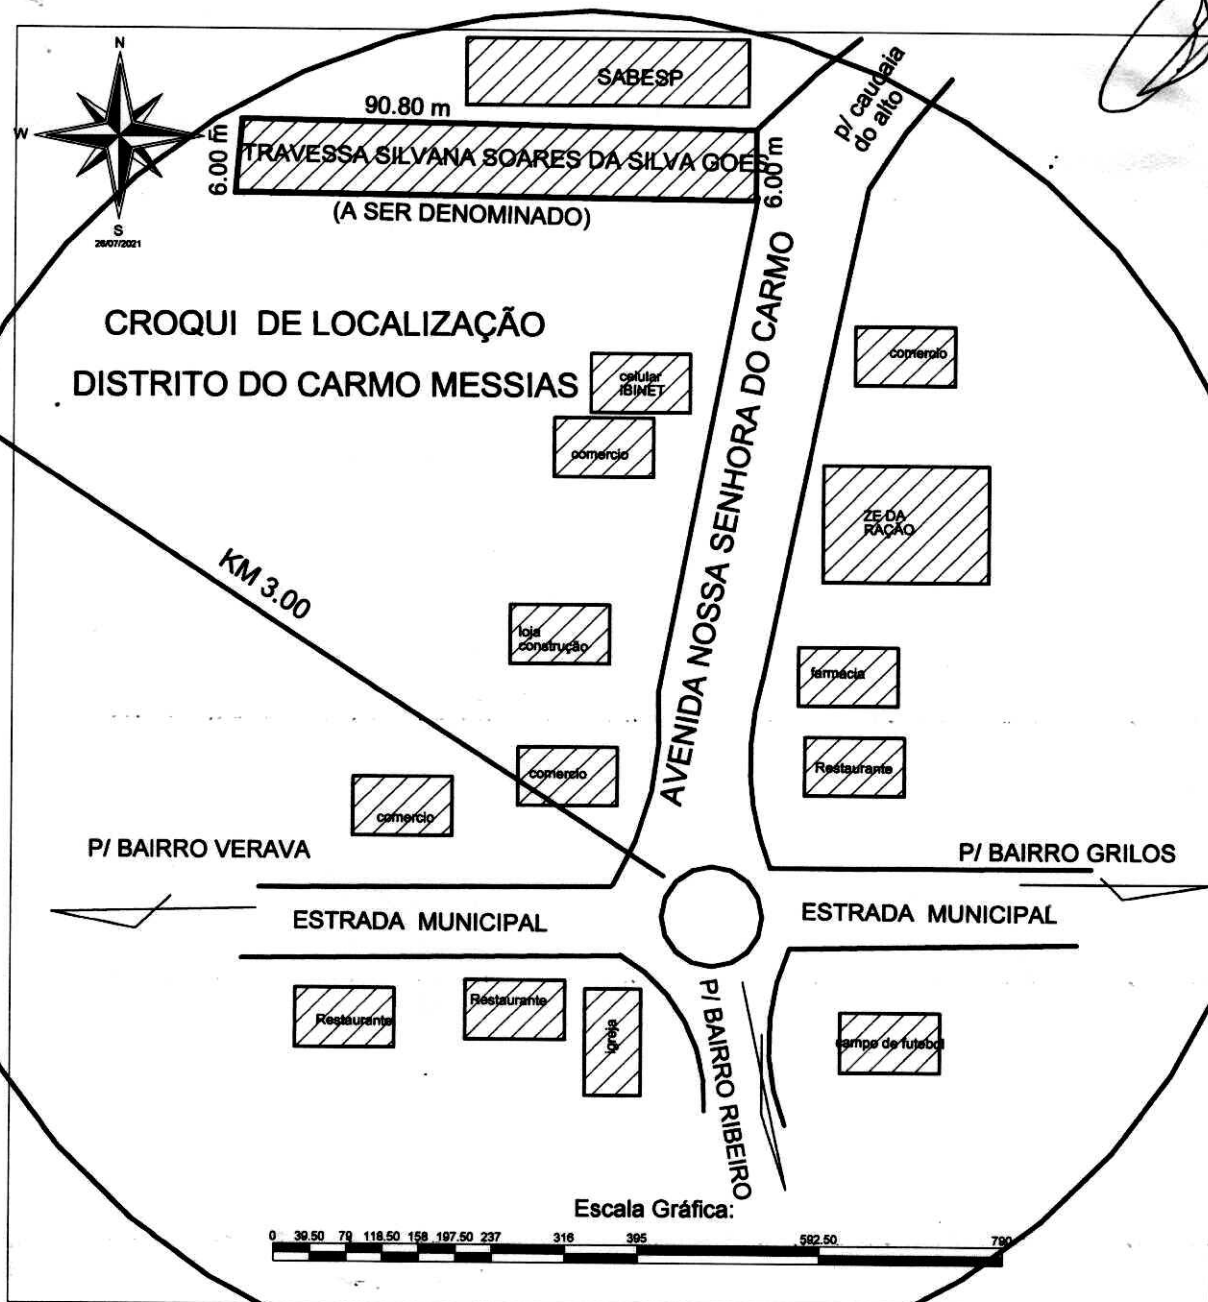 N
SABESP
p/ caucaia
do alto
90.80 m
W
E
6.00 m
TRAVESSA SILVANA SOARES DA SILVA GOES
6.00 m
(A SER DENOMINADO)
S
26/07/2021
CROQUI DE LOCALIZAÇÃO
DISTRITO DO CARMO MESSIAS
AVENIDA NOSSA SENHORA DO CARMO
comercio
celular
IBINET
comercio
ZE DA
RAÇÃO
KM 3.00
loja
construção
farmacia
comercio
Restaurante
comercio
P/ BAIRRO VERAVA
P/ BAIRRO GRILOS
ESTRADA MUNICIPAL
ESTRADA MUNICIPAL
Restaurante
Restaurante
Igreja
P/ BAIRRO RIBEIRO
campo de futebol
Escala Gráfica:
0 39.50 79 118.50 158 197.50 237 316 395 592.50 790